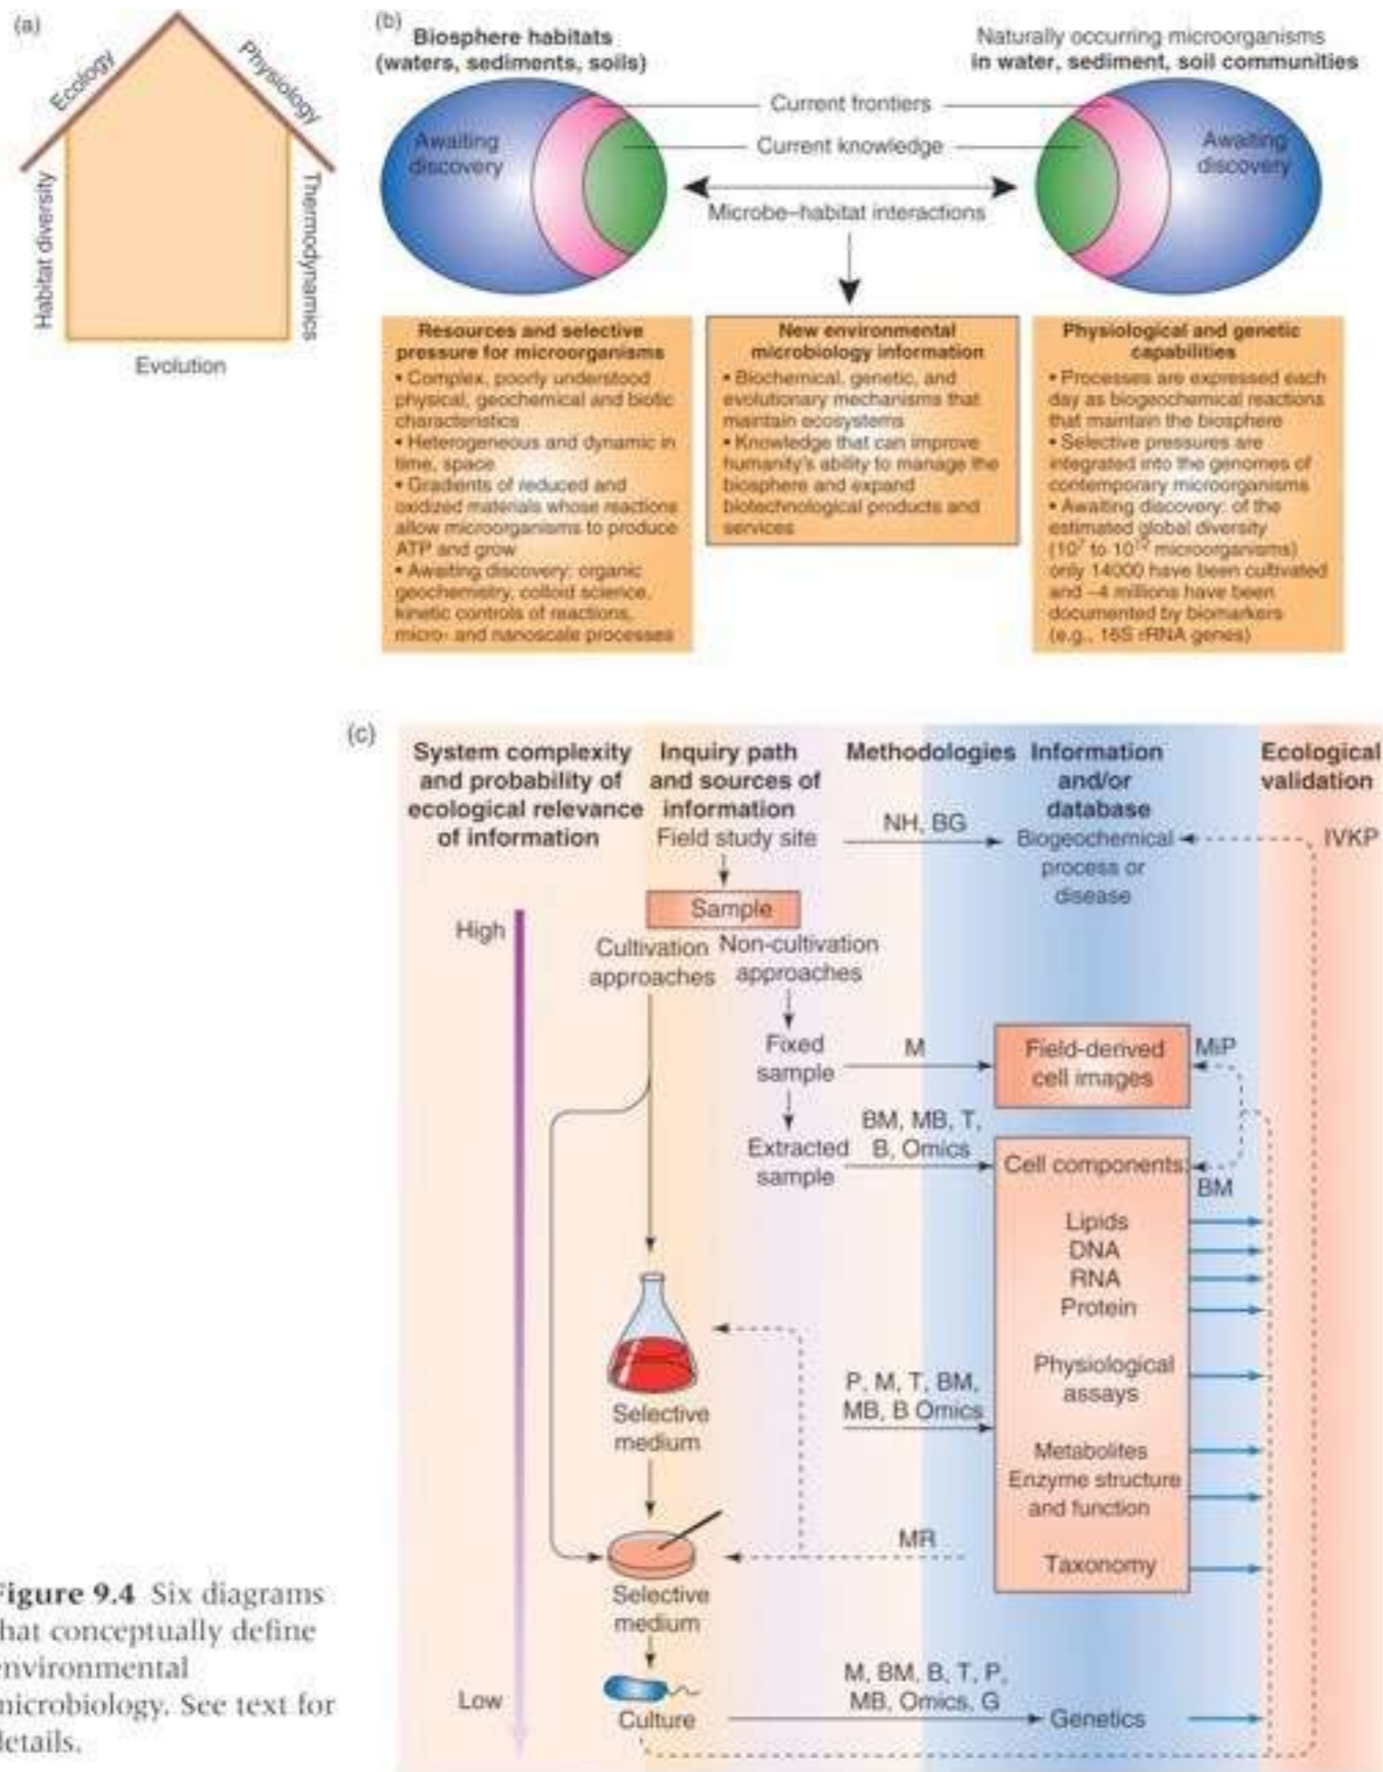 (a)
Ecology
Physiology
Habitat diversity
Thermodynamics
Evolution
(b)
Biosphere habitats
(waters, sediments, soils)
Naturally occurring microorganisms
in water, sediment, soil communities
Awaiting
discovery
Current frontiers
Current knowledge
Microbe–habitat interactions
Awaiting
discovery
Resources and selective
pressure for microorganisms
• Complex, poorly understood
physical, geochemical and biotic
characteristics
• Heterogeneous and dynamic in
time, space
• Gradients of reduced and
oxidized materials whose reactions
allow microorganisms to produce
ATP and grow
• Awaiting discovery: organic
geochemistry, colloid science,
kinetic controls of reactions,
micro- and nanoscale processes
New environmental
microbiology information
• Biochemical, genetic, and
evolutionary mechanisms that
maintain ecosystems
• Knowledge that can improve
humanity's ability to manage the
biosphere and expand
biotechnological products and
services
Physiological and genetic
capabilities
• Processes are expressed each
day as biogeochemical reactions
that maintain the biosphere
• Selective pressures are
integrated into the genomes of
contemporary microorganisms
• Awaiting discovery: of the
estimated global diversity
(10⁷ to microorganisms)
only 14000 have been cultivated
and ~4 millions have been
documented by biomarkers
(e.g., 16S rRNA genes)
(c)
System complexity
and probability of
ecological relevance
of information
Inquiry path
and sources of
information
Methodologies
Information
and/or
database
Ecological
validation
Field study site
NH, BG
Biogeochemical
process or
disease
IVKP
Sample
High
Cultivation
approaches
Non-cultivation
approaches
Fixed
sample
M
Field-derived
cell images
MiP
Extracted
sample
BM, MB, T,
B, Omics
Cell components:
BM
Lipids
DNA
RNA
Protein
Physiological
assays
P, M, T, BM,
MB, B Omics
Selective
medium
Metabolites
Enzyme structure
and function
MR
Taxonomy
Selective
medium
Low
Culture
M, BM, B, T, P,
MB, Omics, G
Genetics
Figure 9.4 Six diagrams
that conceptually define
environmental
microbiology. See text for
details.